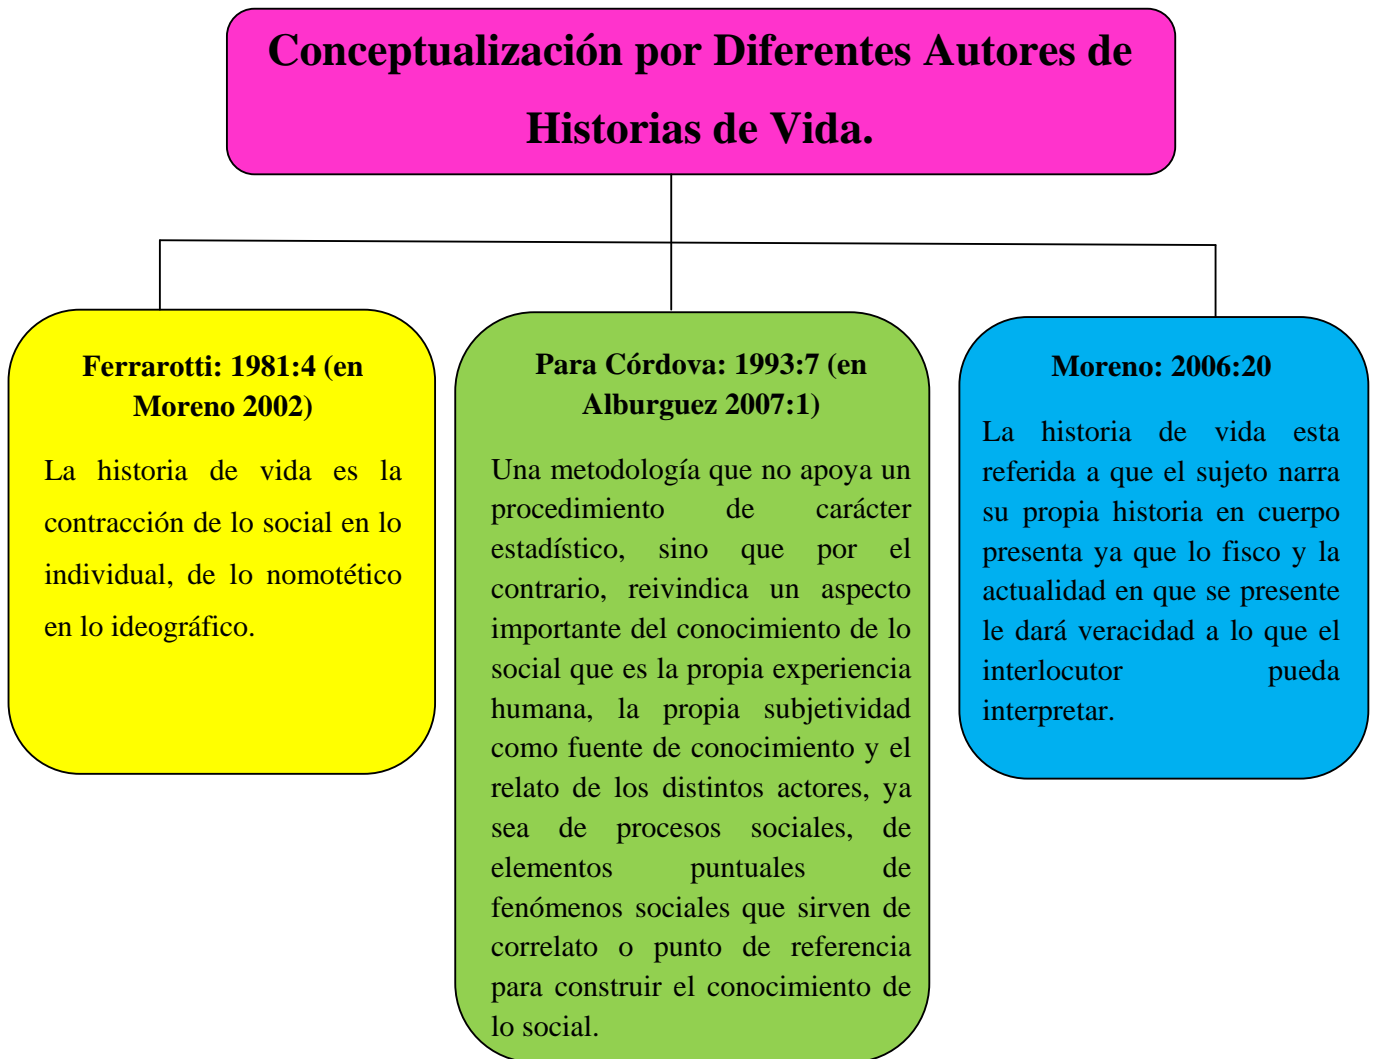 Conceptualización por Diferentes Autores de
Historias de Vida.
Ferrarotti: 1981:4 (en
Moreno 2002)
La historia de vida es la
contracción de lo social en lo
individual, de lo nomotético
en lo ideográfico.
Para Córdova: 1993:7 (en
Alburguez 2007:1)
Una metodología que no apoya un
procedimiento de carácter
estadístico, sino que por el
contrario, reivindica un aspecto
importante del conocimiento de lo
social que es la propia experiencia
humana, la propia subjetividad
como fuente de conocimiento y el
relato de los distintos actores, ya
sea de procesos sociales, de
elementos puntuales de
fenómenos sociales que sirven de
correlato o punto de referencia
para construir el conocimiento de
lo social.
Moreno: 2006:20
La historia de vida esta
referida a que el sujeto narra
su propia historia en cuerpo
presenta ya que lo fisco y la
actualidad en que se presente
le dará veracidad a lo que el
interlocutor pueda
interpretar.